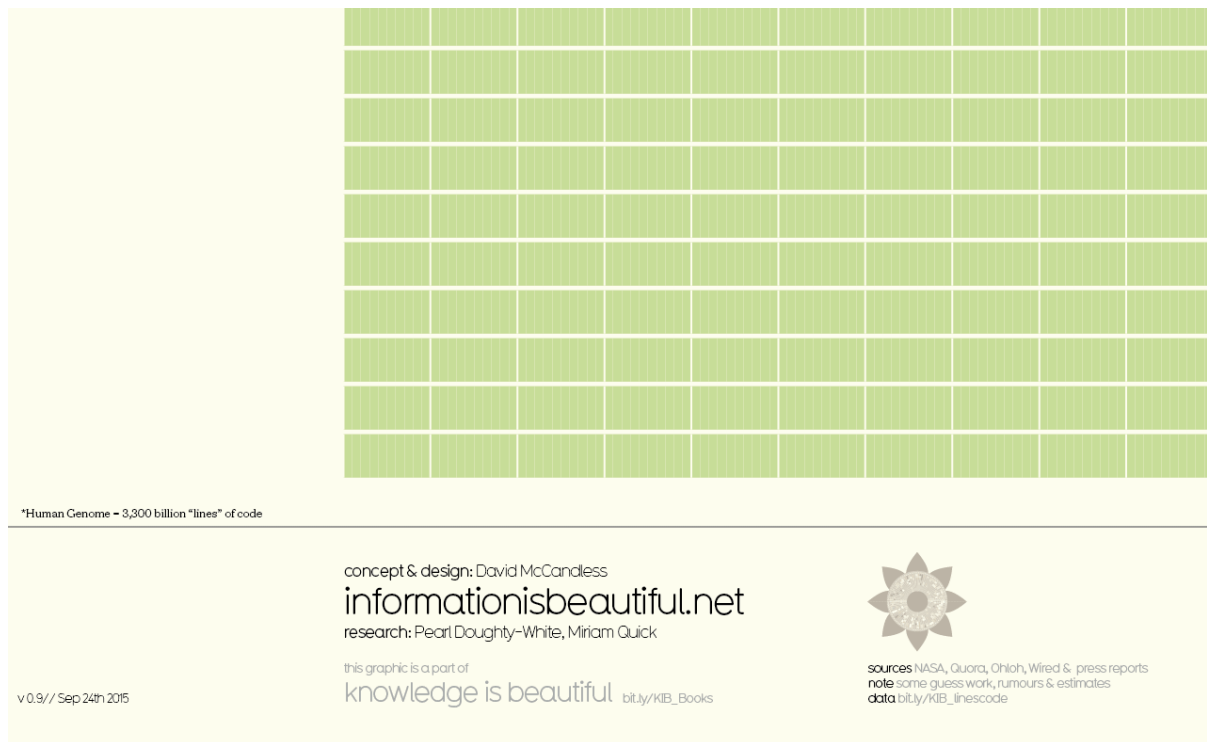 *Human Genome = 3,300 billion “lines” of code
concept & design: David McCandless
informationisbeautiful.net
research: Pearl Doughty-White, Miriam Quick
this graphic is a part of
knowledge is beautiful bit.ly/KIB_Books
v 0.9// Sep 24th 2015
sources NASA, Quora, Ohloh, Wired & press reports
note some guess work, rumours & estimates
data bit.ly/KIB_linescode